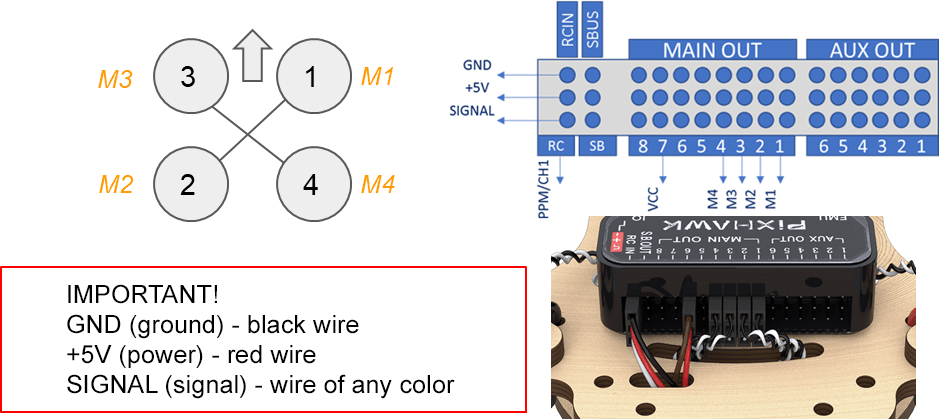 M3
3
1
M1
M2
2
4
M4
RCIN
SBUS
MAIN OUT
AUX OUT
GND
+5V
SIGNAL
RC
SB
8 7 6 5 4 3 2 1
6 5 4 3 2 1
PPM/CH1
VCC
M4
M3
M2
M1
PiXHAWK
RC IN
S.BOUT
MAIN OUT
AUX OUT
IMPORTANT!
GND (ground) - black wire
+5V (power) - red wire
SIGNAL (signal) - wire of any color